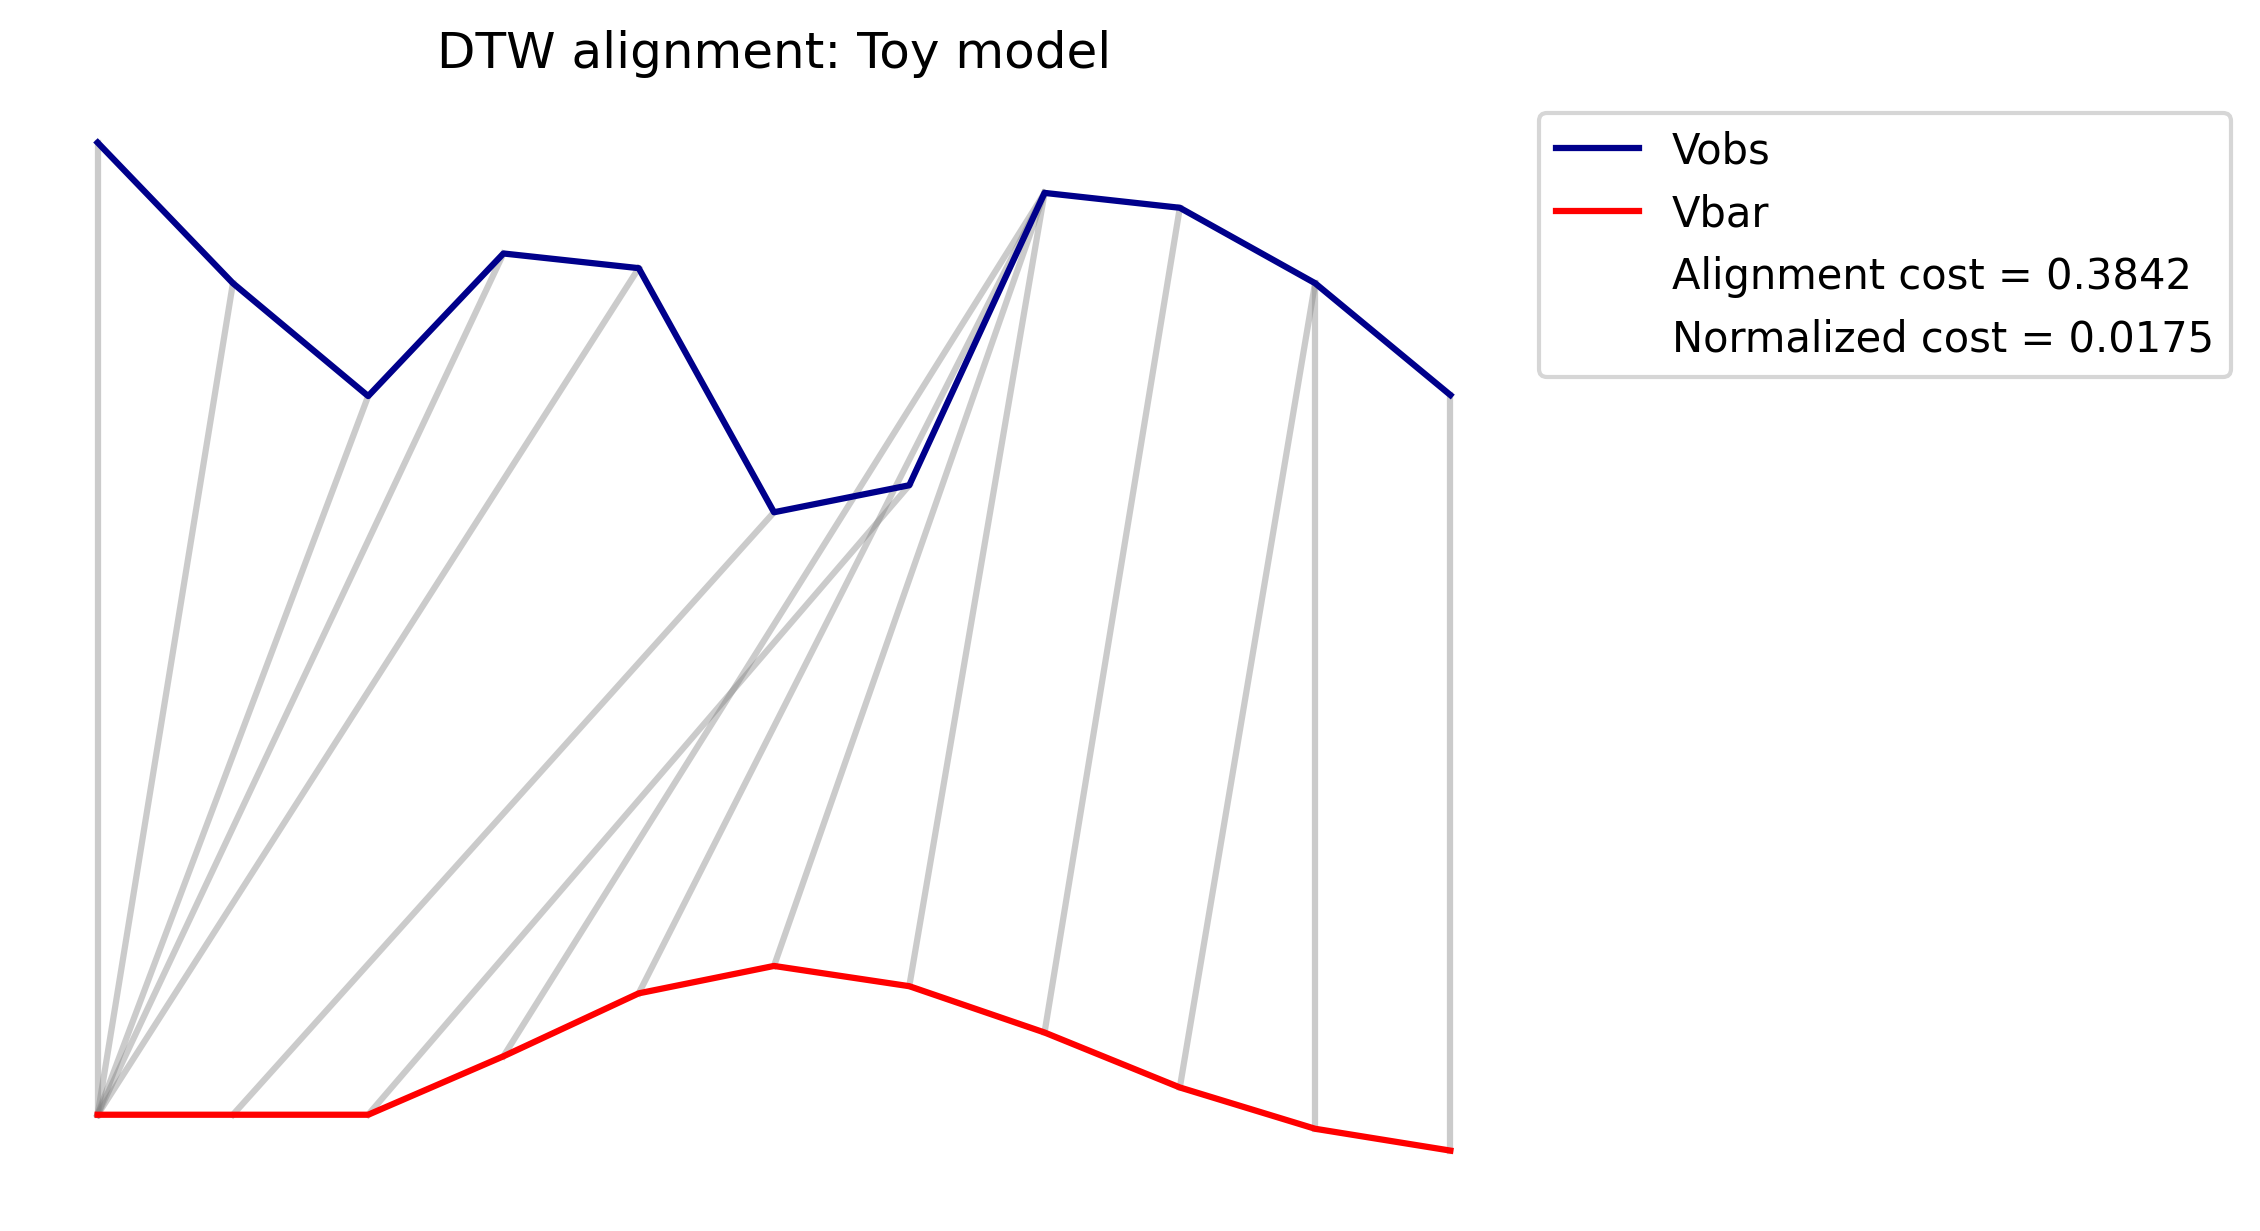 DTW alignment: Toy model
Vobs
Vbar
Alignment cost = 0.3842
Normalized cost = 0.0175